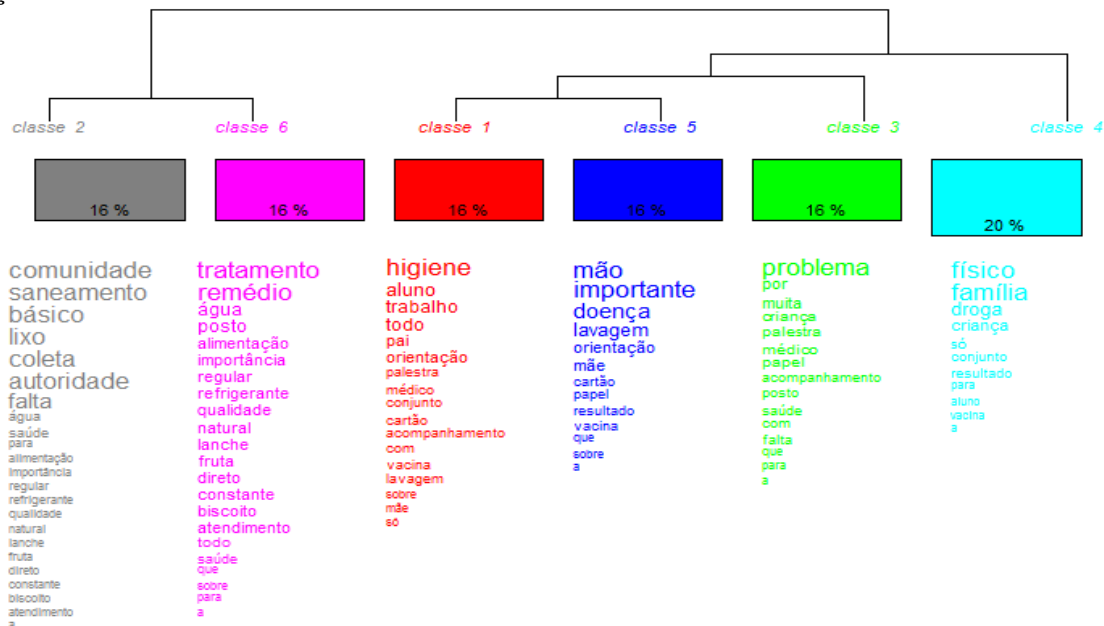 classe 2
classe 6
classe 1
classe 5
classe 3
classe 4
16 %
16 %
16 %
16 %
16 %
20 %
comunidade
saneamento
básico
lixo
coleta
autoridade
falta
água
saúde
para
alimentação
importância
regular
refrigerante
qualidade
natural
lanche
fruta
direto
constante
biscoito
atendimento
a
tratamento
remédio
água
posto
alimentação
importância
regular
refrigerante
qualidade
natural
lanche
fruta
direto
constante
biscoito
atendimento
todo
saúde
que
sobre
para
a
higiene
aluno
trabalho
todo
pai
orientação
palestra
médico
conjunto
cartão
acompanhamento
com
vacina
lavagem
sobre
mãe
só
mão
importante
doença
lavagem
orientação
mãe
cartão
papel
resultado
vacina
que
sobre
a
problema
por
muita
criança
palestra
médico
papel
acompanhamento
posto
saúde
com
falta
que
para
a
físico
família
droga
criança
só
conjunto
resultado
para
aluno
vacina
a